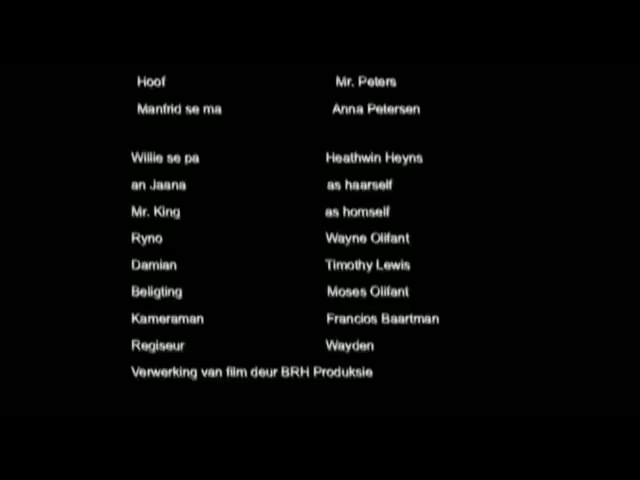 Hoof Mr. Peters
Manfrid se ma Anna Petersen
Willie se pa Heathwin Heyns
an Jaana as haarself
Mr. King as homself
Ryno Wayne Olifant
Damian Timothy Lewis
Beligting Moses Olifant
Kameraman Francios Baartman
Regiseur Wayden
Verwerking van film deur BRH Produksie